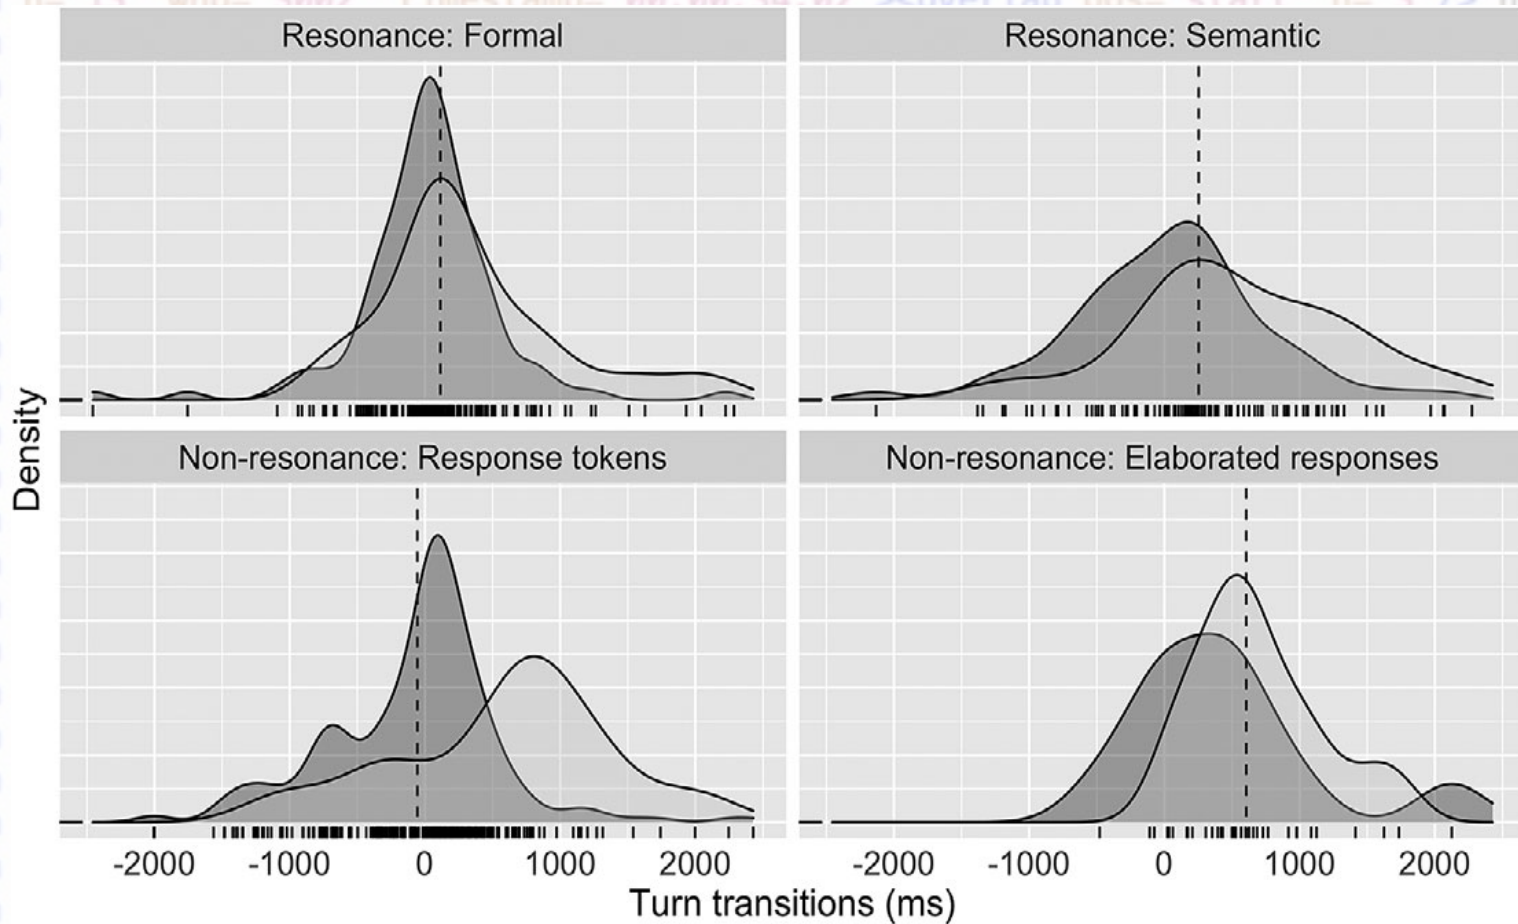 Resonance: Formal
Resonance: Semantic
Density
Non-resonance: Response tokens
Non-resonance: Elaborated responses
-2000 -1000 0 1000 2000
-2000 -1000 0 1000 2000
Turn transitions (ms)